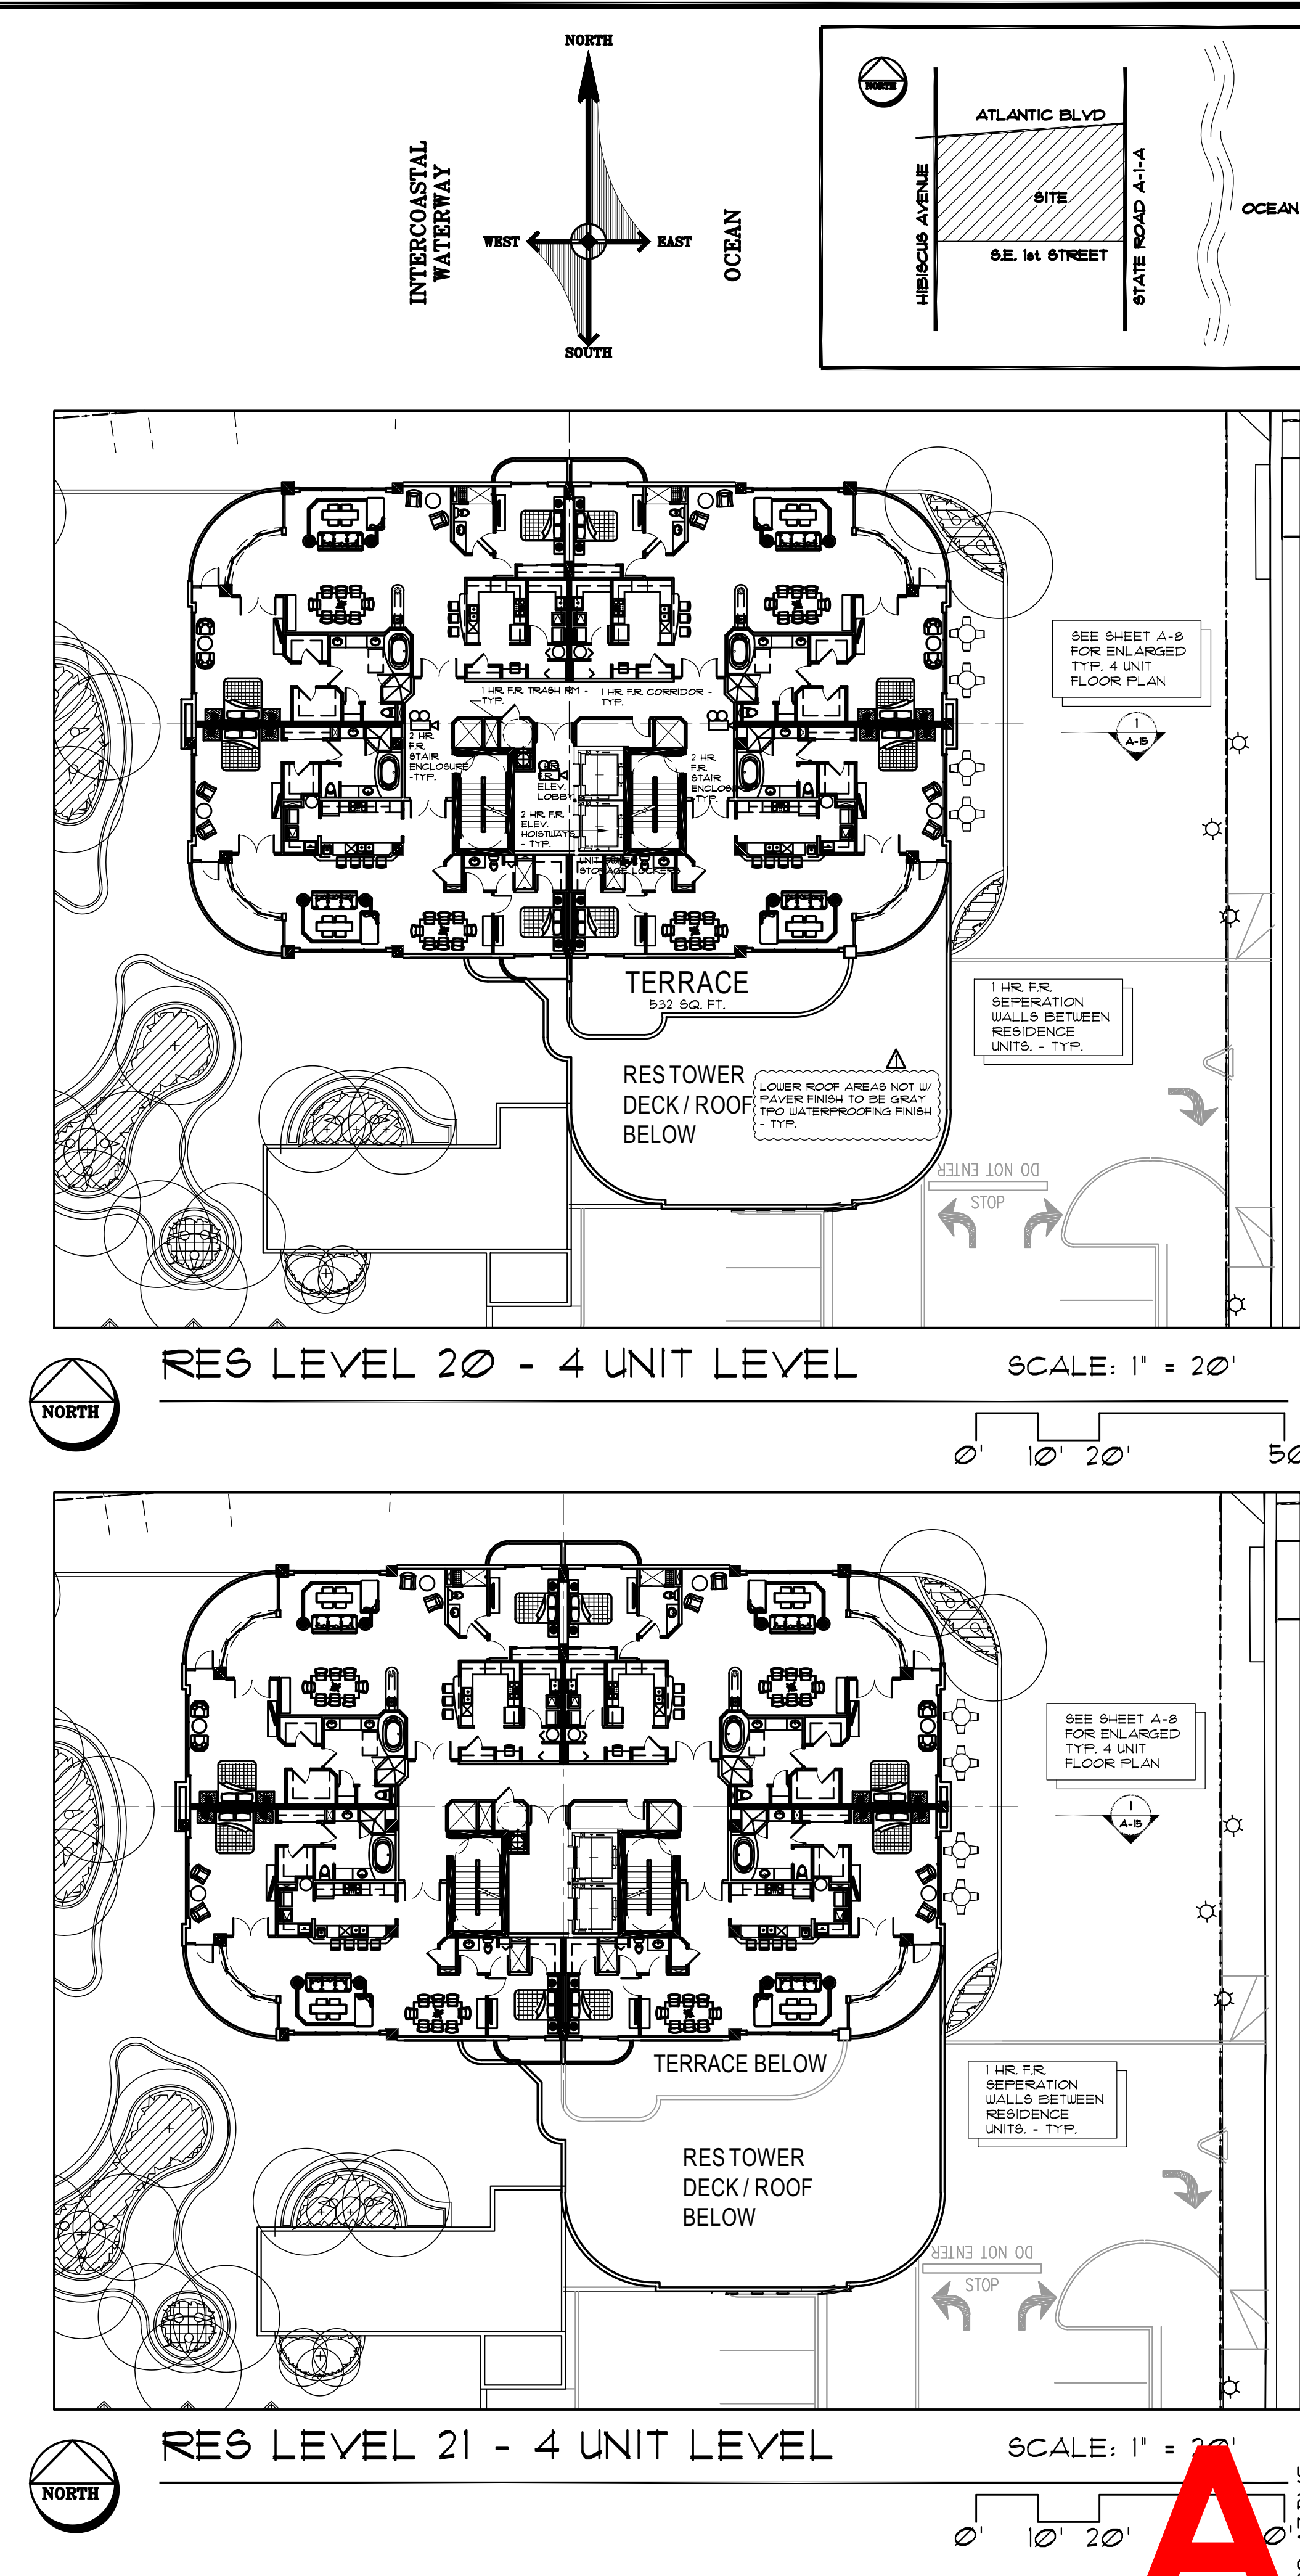 NORTH
INTERCOASTAL
WATERWAY
WEST
EAST
OCEAN
SOUTH
NORTH
ATLANTIC BLVD
HIBISCUS AVENUE
SITE
STATE ROAD A-1-A
OCEAN
S.E. 1st STREET
SEE SHEET A-8
FOR ENLARGED
TYP. 4 UNIT
FLOOR PLAN
1
A-15
1 HR. F.R. TRASH RM -
TYP.
1 HR. F.R. CORRIDOR -
TYP.
2 HR.
F.R.
STAIR
ENCLOSURE
-TYP.
F.R.
ELEV.
LOBBY
2 HR.
F.R.
STAIR
ENCLOSURE
-TYP.
2 HR. F.R.
ELEV.
HOISTWAYS
- TYP.
STORAGE LOCKERS
TERRACE
532 SQ. FT.
1 HR. F.R.
SEPERATION
WALLS BETWEEN
RESIDENCE
UNITS. - TYP.
RES TOWER
DECK / ROOF
BELOW
1
LOWER ROOF AREAS NOT W/
PAVER FINISH TO BE GRAY
TPO WATERPROOFING FINISH
- TYP.
DO NOT ENTER
STOP
RES LEVEL 20 - 4 UNIT LEVEL
SCALE: 1" = 20'
NORTH
0' 10' 20' 50
SEE SHEET A-8
FOR ENLARGED
TYP. 4 UNIT
FLOOR PLAN
1
A-15
TERRACE BELOW
1 HR. F.R.
SEPERATION
WALLS BETWEEN
RESIDENCE
UNITS. - TYP.
RES TOWER
DECK / ROOF
BELOW
DO NOT ENTER
STOP
RES LEVEL 21 - 4 UNIT LEVEL
SCALE: 1" = 20'
NORTH
0' 10' 20' 0'
A